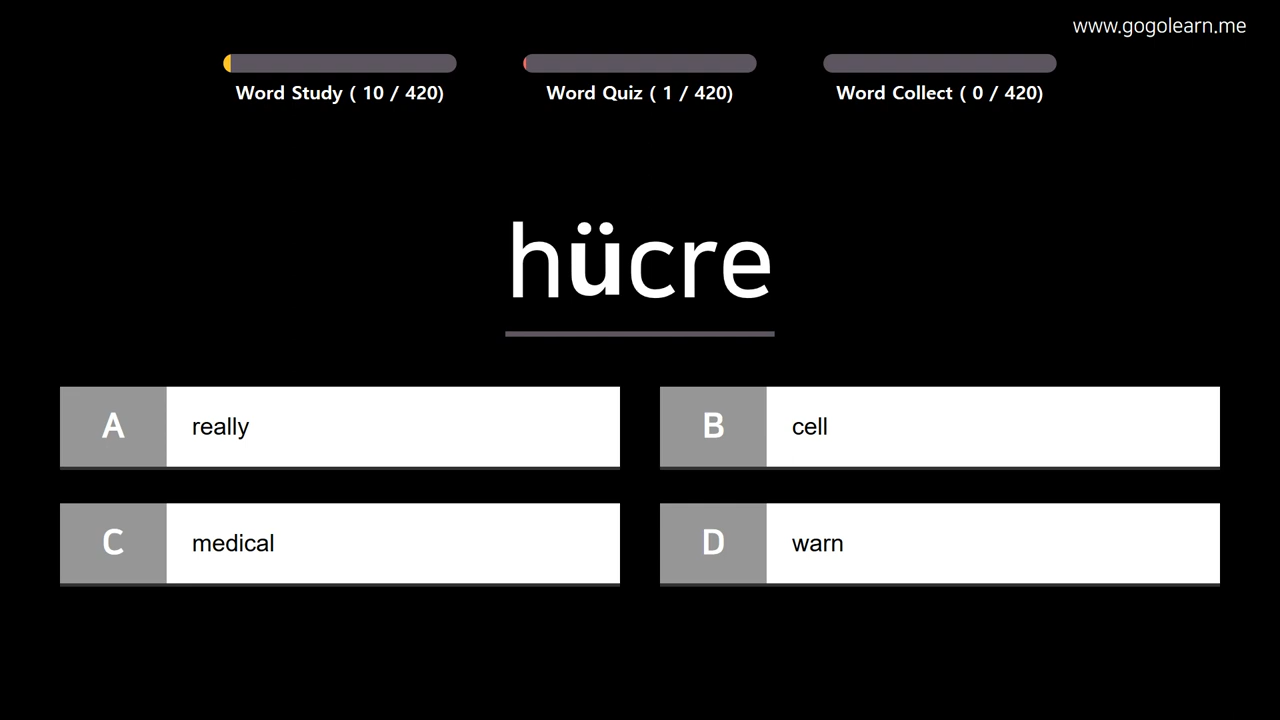 www.gogolearn.me
Word Study ( 10 / 420)
Word Quiz ( 1 / 420)
Word Collect ( 0 / 420)
hücre
A
really
B
cell
C
medical
D
warn